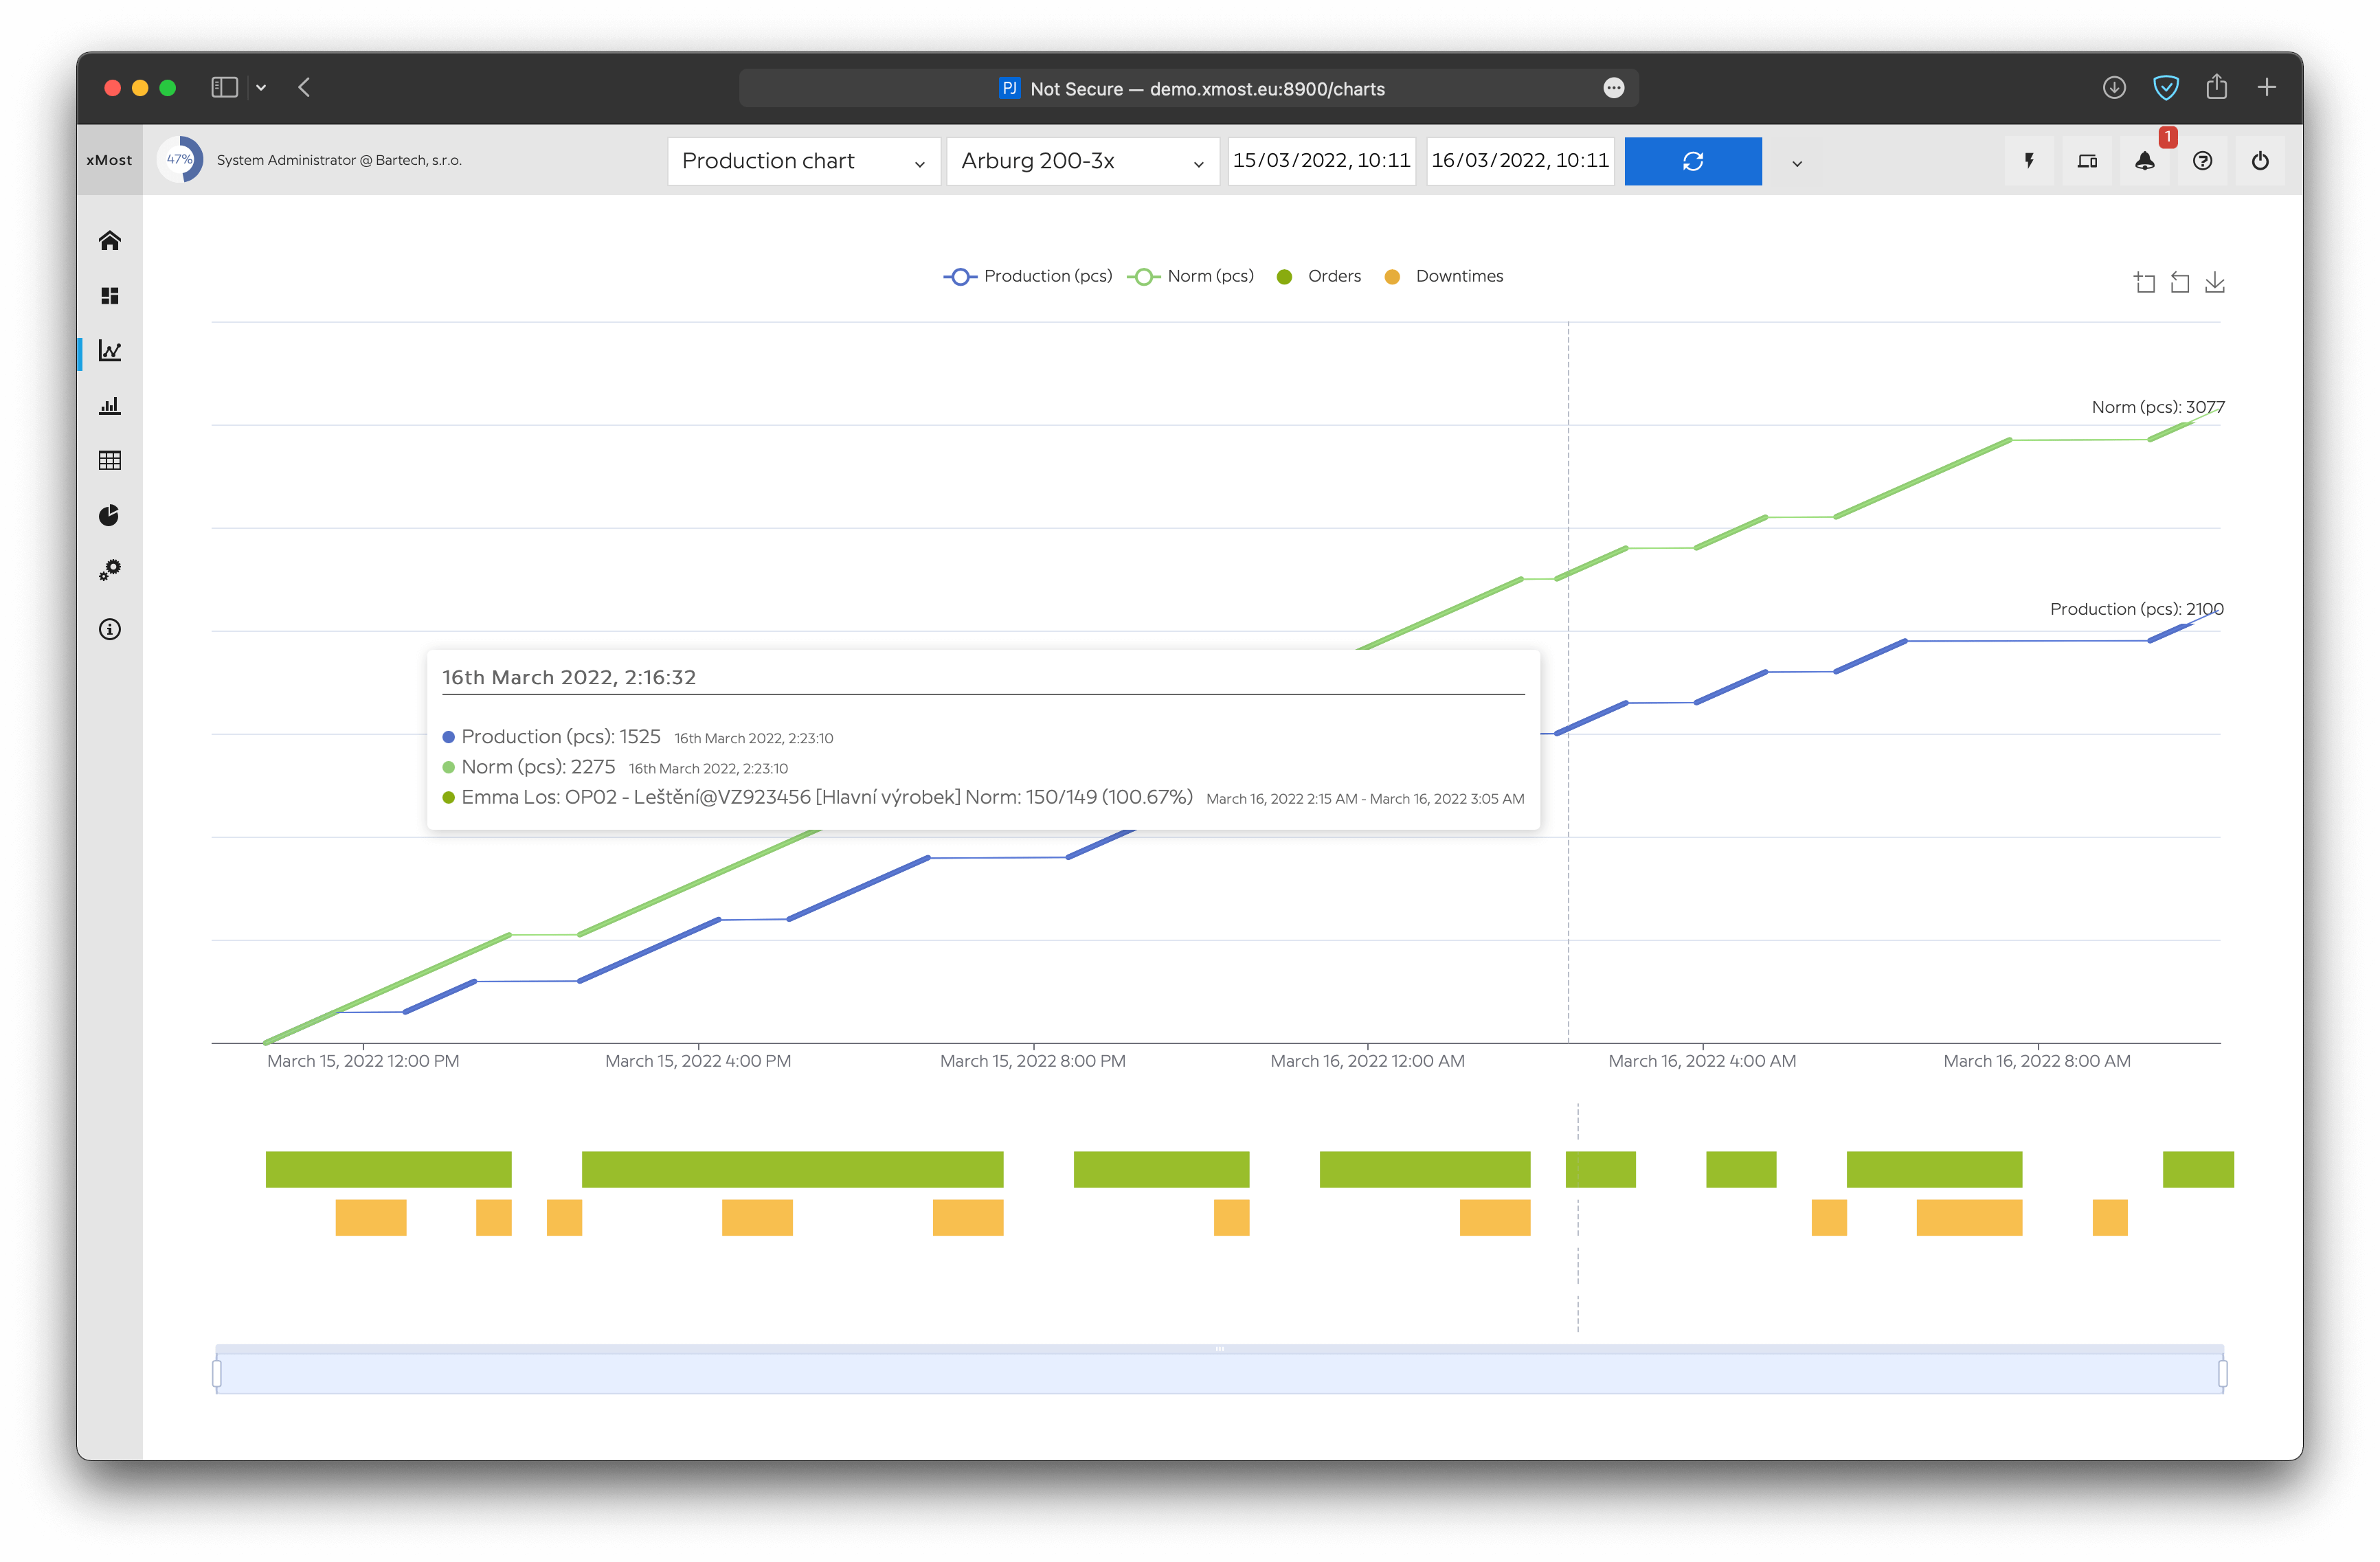 PJ Not Secure — demo.xmost.eu:8900/charts
xMost 47% System Administrator @ Bartech, s.r.o. Production chart Arburg 200-3x 15/03/2022, 10:11 16/03/2022, 10:11 1
Production (pcs) Norm (pcs) Orders Downtimes
Norm (pcs): 3077
Production (pcs): 2100
16th March 2022, 2:16:32
Production (pcs): 1525 16th March 2022, 2:23:10
Norm (pcs): 2275 16th March 2022, 2:23:10
Emma Los: OP02 - Leštění@VZ923456 [Hlavní výrobek] Norm: 150/149 (100.67%) March 16, 2022 2:15 AM - March 16, 2022 3:05 AM
March 15, 2022 12:00 PM March 15, 2022 4:00 PM March 15, 2022 8:00 PM March 16, 2022 12:00 AM March 16, 2022 4:00 AM March 16, 2022 8:00 AM